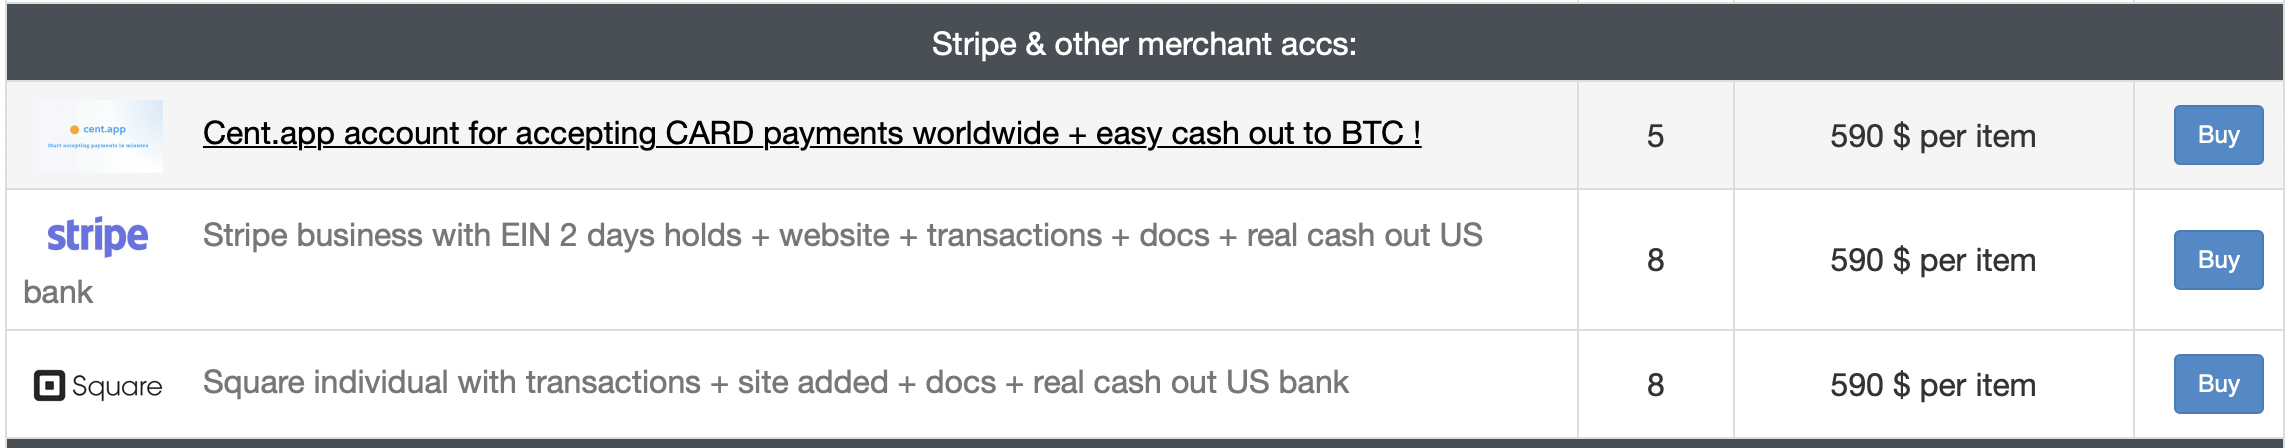 Stripe & other merchant accs:
cent.app
Start accepting payments in minutes
Cent.app account for accepting CARD payments worldwide + easy cash out to BTC !
5
590 $ per item
Buy
stripe
Stripe business with EIN 2 days holds + website + transactions + docs + real cash out US
bank
8
590 $ per item
Buy
Square
Square individual with transactions + site added + docs + real cash out US bank
8
590 $ per item
Buy